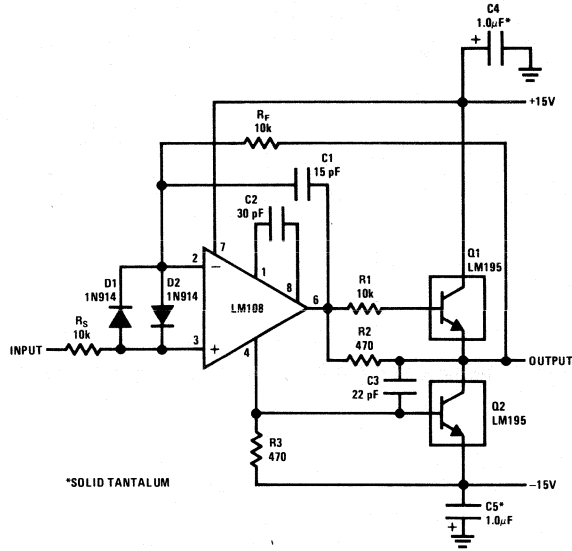 C4
1.0μF*
+
+15V
RF
10k
C1
15 pF
C2
30 pF
7
2
−
1
8
6
D1
1N914
D2
1N914
LM108
R1
10k
Q1
LM195
RS
10k
INPUT
3
+
4
R2
470
OUTPUT
C3
22 pF
Q2
LM195
R3
470
*SOLID TANTALUM
−15V
C5*
1.0μF
+